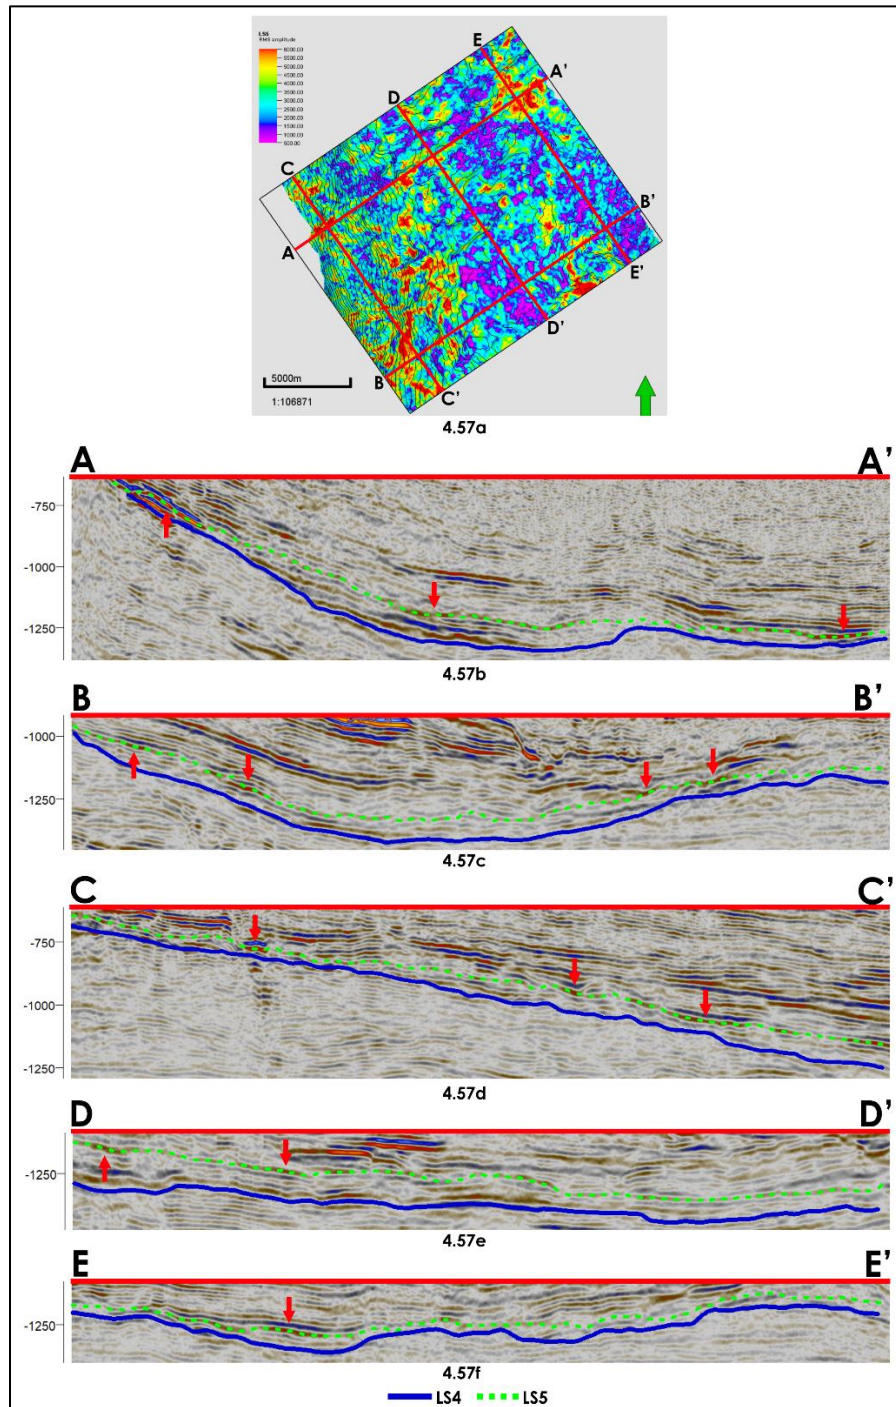 LS5
RMS amplitude
6000.00
5500.00
5000.00
4500.00
4000.00
3500.00
3000.00
2500.00
2000.00
1500.00
1000.00
500.00
E
A'
D
C
B'
A
E'
D'
B
C'
5000m
1:106871
4.57a
A A'
-750
-1000
-1250
4.57b
B B'
-1000
-1250
4.57c
C C'
-750
-1000
-1250
4.57d
D D'
-1250
4.57e
E E'
-1250
4.57f
LS4 LS5